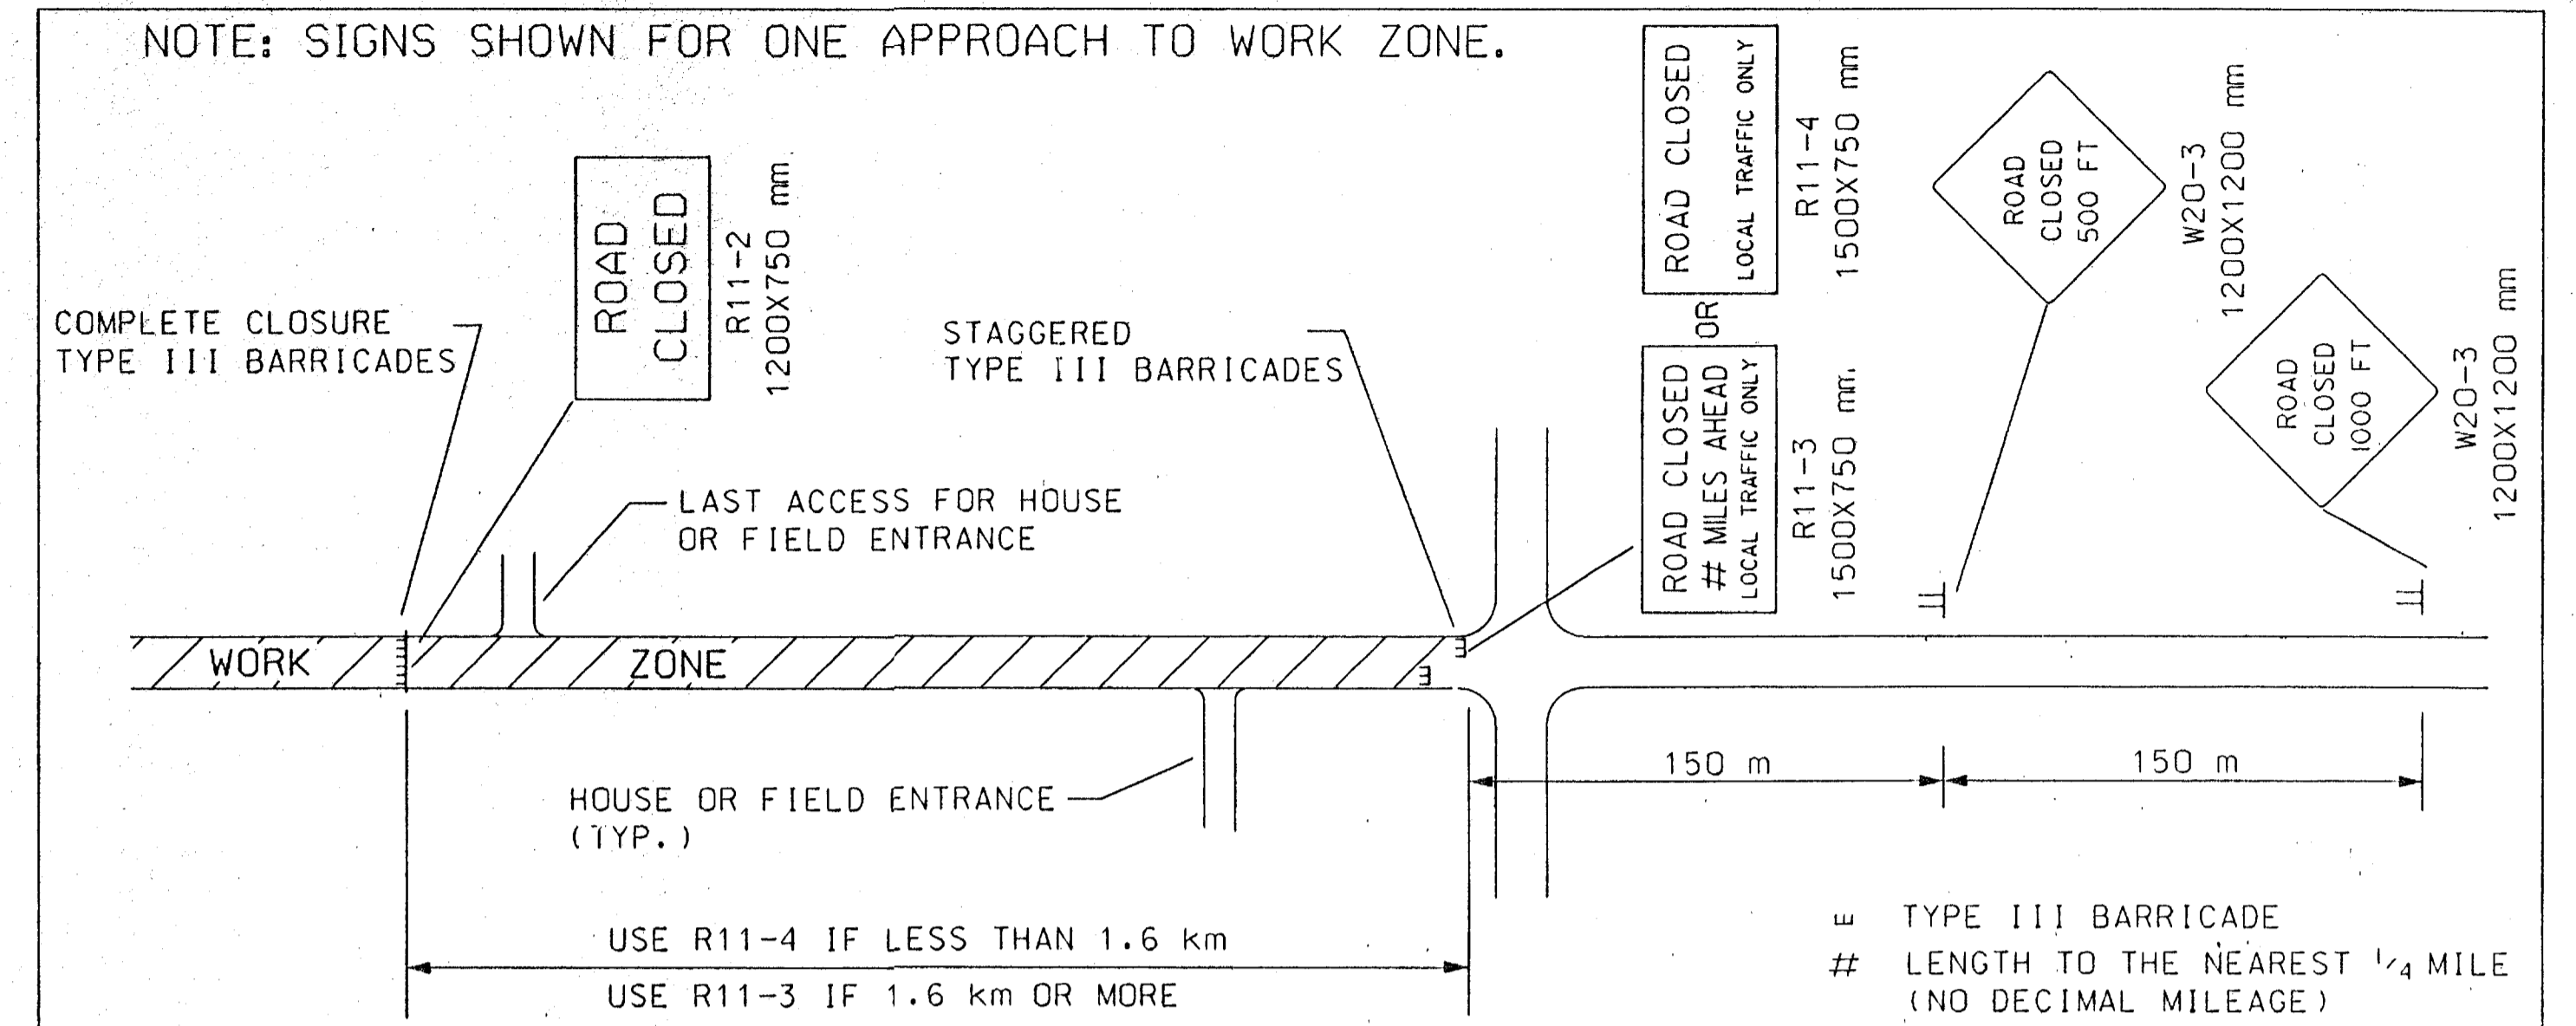 NOTE: SIGNS SHOWN FOR ONE APPROACH TO WORK ZONE.
COMPLETE CLOSURE
TYPE III BARRICADES
ROAD
CLOSED
R11-2
1200X750 mm
STAGGERED
TYPE III BARRICADES
ROAD CLOSED
LOCAL TRAFFIC ONLY
R11-4
1500X750 mm
OR
ROAD CLOSED
# MILES AHEAD
LOCAL TRAFFIC ONLY
R11-3
1500X750 mm
ROAD
CLOSED
500 FT
W20-3
1200X1200 mm
ROAD
CLOSED
1000 FT
W20-3
1200X1200 mm
LAST ACCESS FOR HOUSE
OR FIELD ENTRANCE
WORK ZONE
HOUSE OR FIELD ENTRANCE
(TYP.)
150 m
150 m
USE R11-4 IF LESS THAN 1.6 km
USE R11-3 IF 1.6 km OR MORE
TYPE III BARRICADE
# LENGTH TO THE NEAREST 1/4 MILE
(NO DECIMAL MILEAGE)